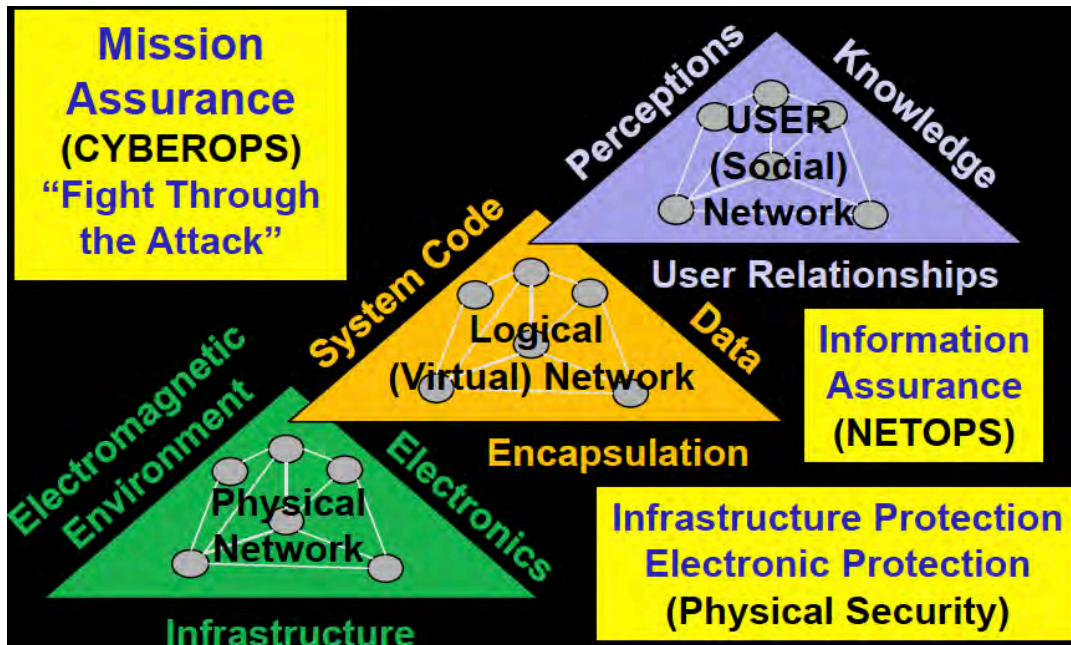 Mission
Assurance
(CYBEROPS)
“Fight Through
the Attack”
Perceptions
Knowledge
USER
(Social)
Network
User Relationships
System Code
Data
Logical
(Virtual) Network
Encapsulation
Information
Assurance
(NETOPS)
Electromagnetic
Environment
Electronics
Physical
Network
Infrastructure
Infrastructure Protection
Electronic Protection
(Physical Security)